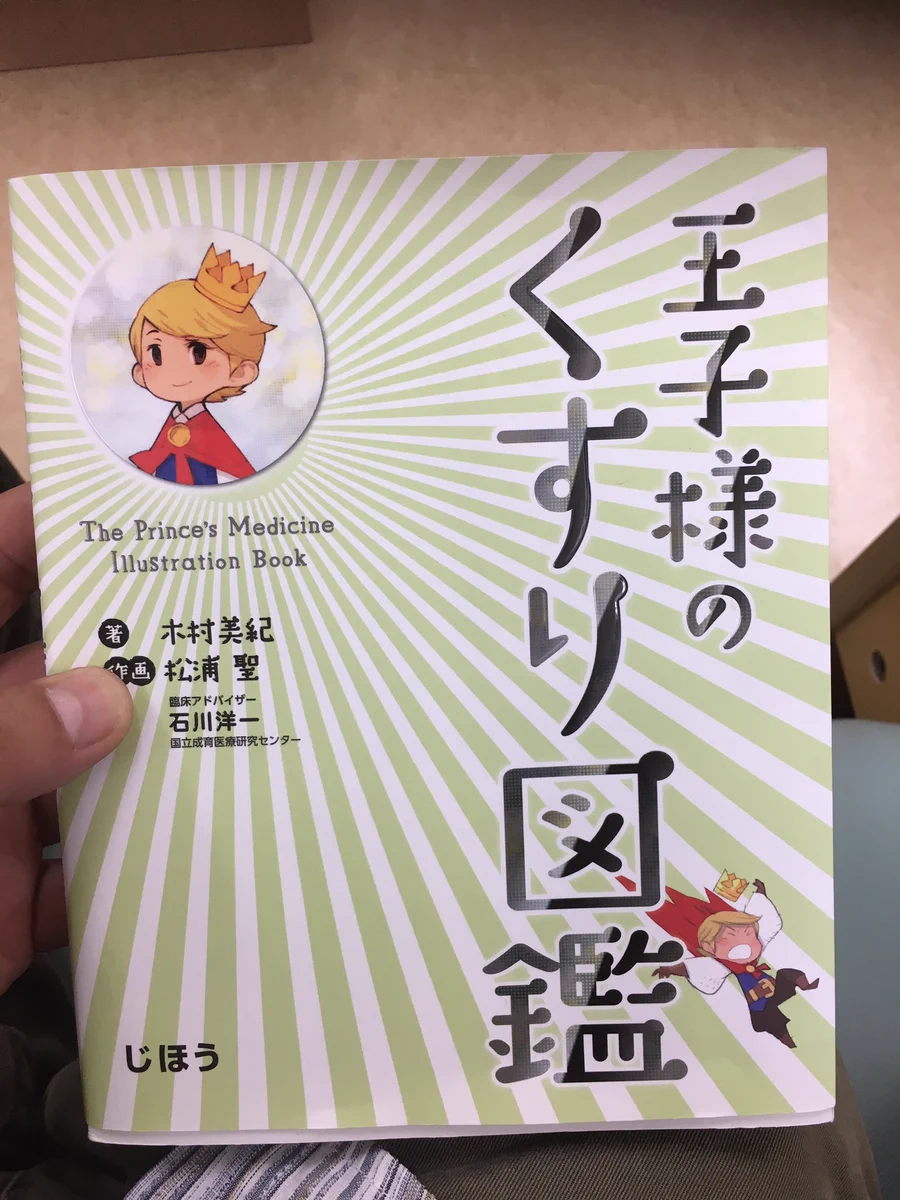 王子様の
くすり図鑑
The Prince's Medicine
Illustration Book
著 木村美紀
作画 松浦 聖
臨床アドバイザー
石川洋一
国立成育医療研究センター
じほう